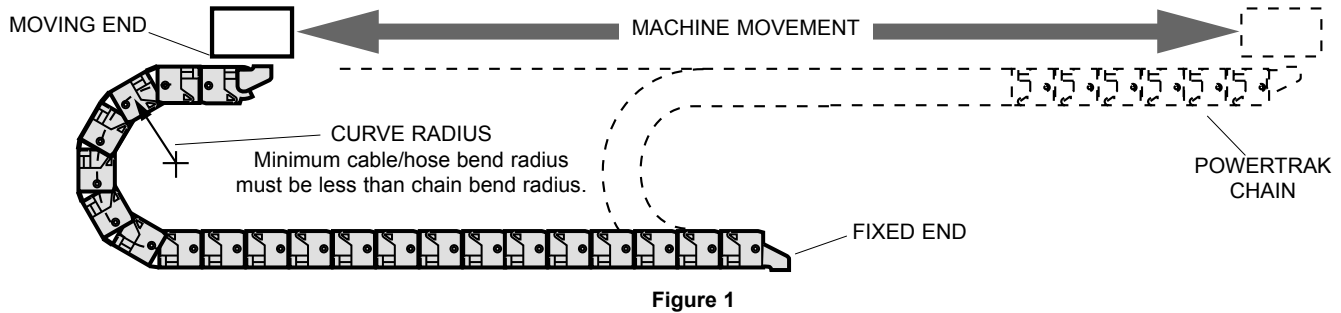 MOVING END
MACHINE MOVEMENT
CURVE RADIUS
Minimum cable/hose bend radius
must be less than chain bend radius.
POWERTRAK
CHAIN
FIXED END
Figure 1